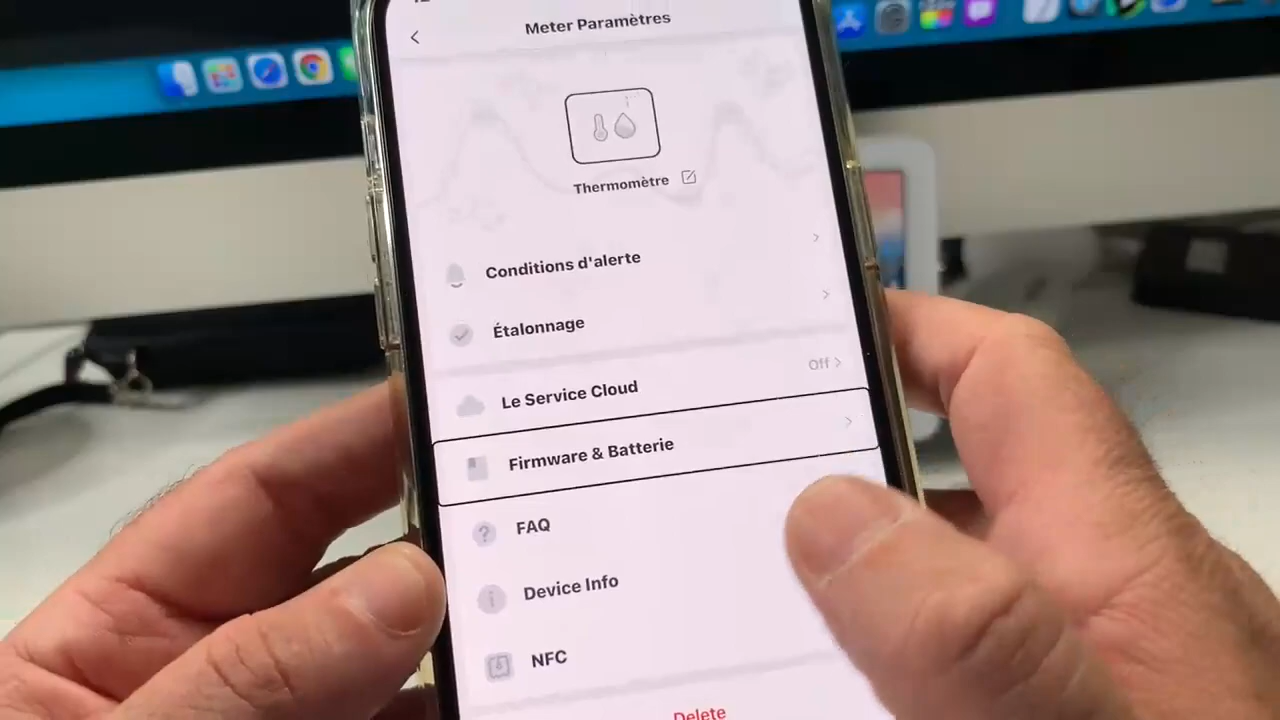 Meter Paramètres
Thermomètre
Conditions d'alerte
Étalonnage
Le Service Cloud
Off
Firmware & Batterie
FAQ
Device Info
NFC
Delete